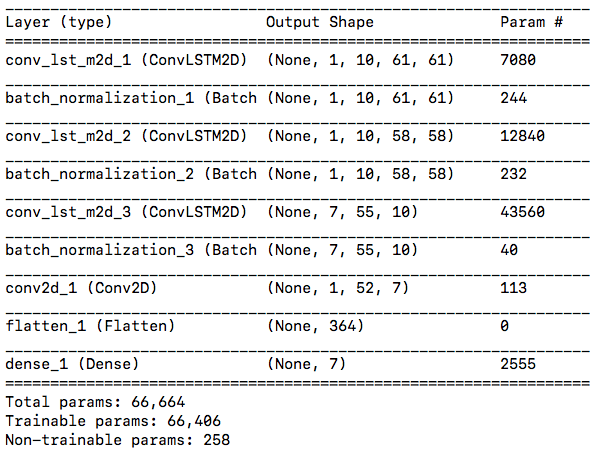 Layer (type) Output Shape Param #
conv_lst_m2d_1 (ConvLSTM2D) (None, 1, 10, 61, 61) 7080
batch_normalization_1 (Batch (None, 1, 10, 61, 61) 244
conv_lst_m2d_2 (ConvLSTM2D) (None, 1, 10, 58, 58) 12840
batch_normalization_2 (Batch (None, 1, 10, 58, 58) 232
conv_lst_m2d_3 (ConvLSTM2D) (None, 7, 55, 10) 43560
batch_normalization_3 (Batch (None, 7, 55, 10) 40
conv2d_1 (Conv2D) (None, 1, 52, 7) 113
flatten_1 (Flatten) (None, 364) 0
dense_1 (Dense) (None, 7) 2555
Total params: 66,664
Trainable params: 66,406
Non-trainable params: 258